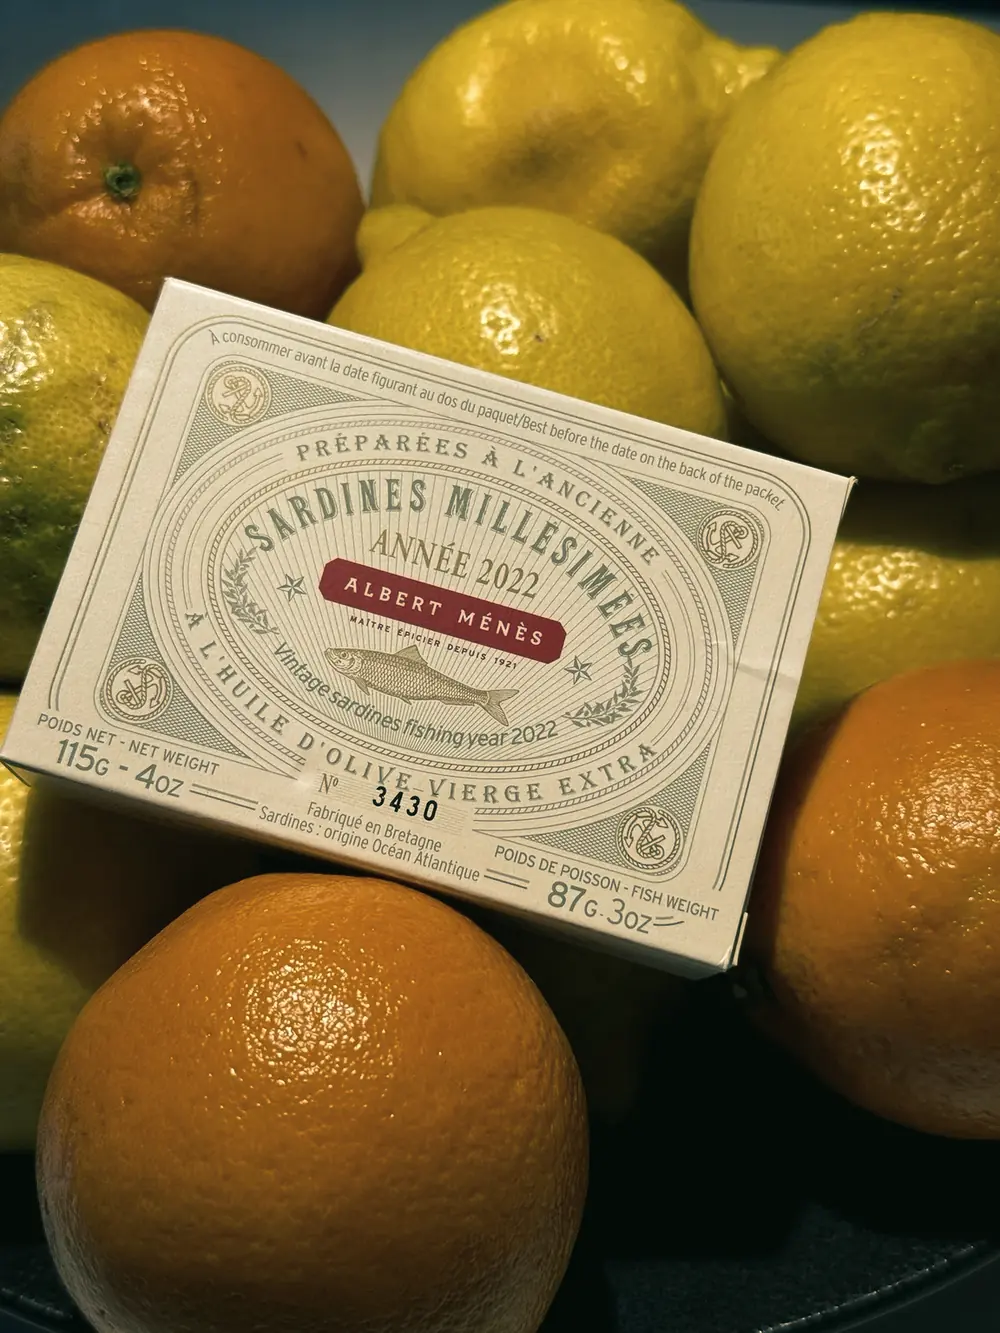 À consommer avant la date figurant au dos du paquet/Best before the date on the back of the packet.
PRÉPARÉES À L'ANCIENNE
SARDINES MILLÉSIMÉES
ANNÉE 2022
ALBERT MÉNÈS
MAÎTRE ÉPICIER DEPUIS 1921
Vintage sardines fishing year 2022
À L'HUILE D'OLIVE VIERGE EXTRA
POIDS NET - NET WEIGHT
115G - 4OZ
Nº 3430
Fabriqué en Bretagne
Sardines : origine Océan Atlantique
POIDS DE POISSON - FISH WEIGHT
87G. 3OZ